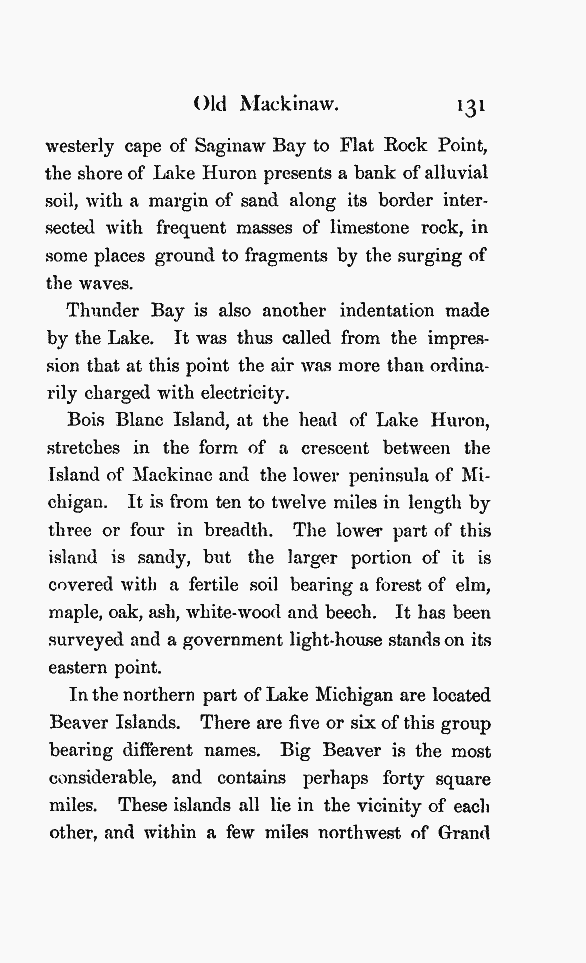 Old Mackinaw. 131
westerly cape of Saginaw Bay to Flat Rock Point,
the shore of Lake Huron presents a bank of alluvial
soil, with a margin of sand along its border inter-
sected with frequent masses of limestone rock, in
some places ground to fragments by the surging of
the waves.
Thunder Bay is also another indentation made
by the Lake. It was thus called from the impres-
sion that at this point the air was more than ordina-
rily charged with electricity.
Bois Blanc Island, at the head of Lake Huron,
stretches in the form of a crescent between the
Island of Mackinac and the lower peninsula of Mi-
chigan. It is from ten to twelve miles in length by
three or four in breadth. The lower part of this
island is sandy, but the larger portion of it is
covered with a fertile soil bearing a forest of elm,
maple, oak, ash, white-wood and beech. It has been
surveyed and a government light-house stands on its
eastern point.
In the northern part of Lake Michigan are located
Beaver Islands. There are five or six of this group
bearing different names. Big Beaver is the most
considerable, and contains perhaps forty square
miles. These islands all lie in the vicinity of each
other, and within a few miles northwest of Grand